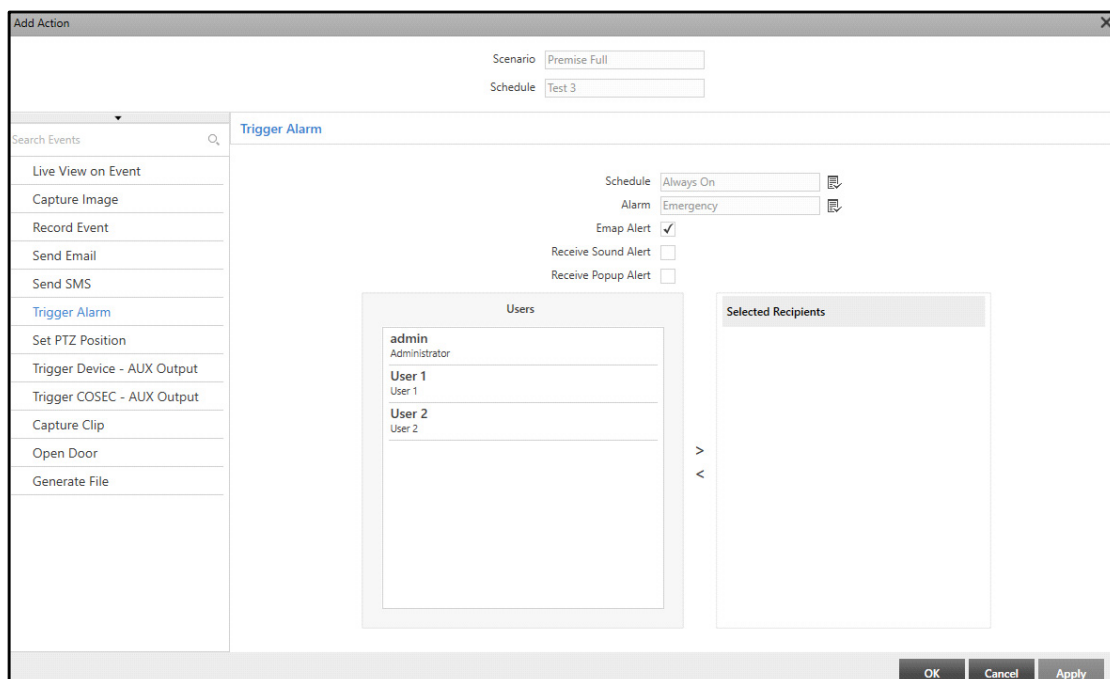 Add Action
Scenario Premise Full
Schedule Test 3
Search Events
Live View on Event
Capture Image
Record Event
Send Email
Send SMS
Trigger Alarm
Set PTZ Position
Trigger Device - AUX Output
Trigger COSEC - AUX Output
Capture Clip
Open Door
Generate File
Trigger Alarm
Schedule Always On
Alarm Emergency
Emap Alert
Receive Sound Alert
Receive Popup Alert
Users
admin
Administrator
User 1
User 1
User 2
User 2
>
<
Selected Recipients
OK Cancel Apply